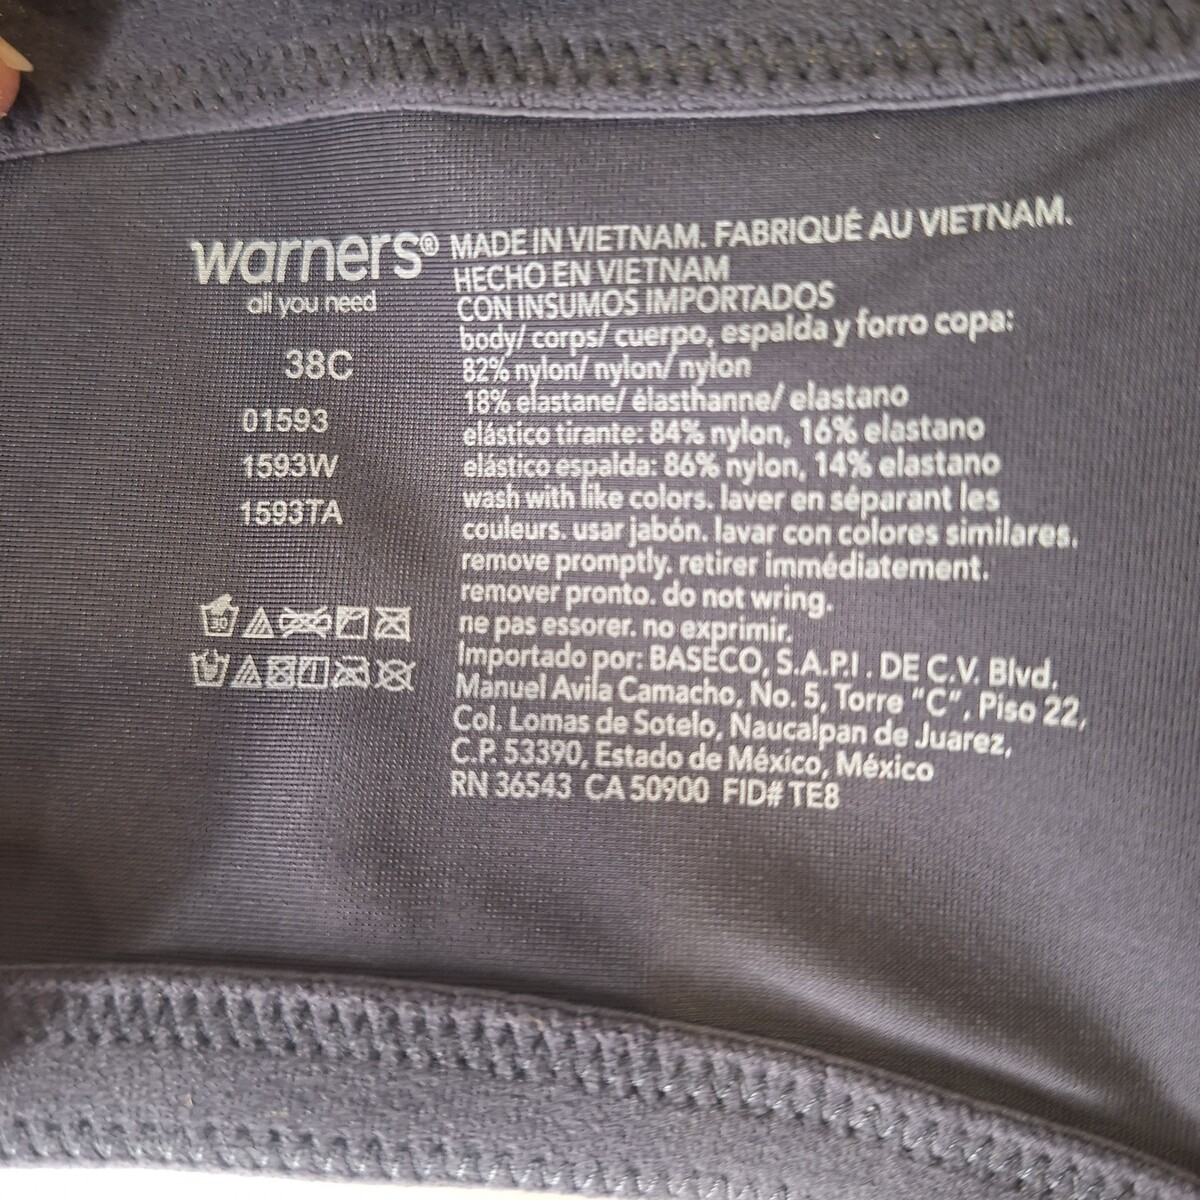 warners®
all you need
38C
01593
1593W
1593TA
30
MADE IN VIETNAM. FABRIQUÉ AU VIETNAM.
HECHO EN VIETNAM
CON INSUMOS IMPORTADOS
body/ corps/ cuerpo, espalda y forro copa:
82% nylon/ nylon/ nylon
18% elastane/ élasthanne/ elastano
elástico tirante: 84% nylon, 16% elastano
elástico espalda: 86% nylon, 14% elastano
wash with like colors. laver en séparant les
couleurs. usar jabón. lavar con colores similares.
remove promptly. retirer immédiatement.
remover pronto. do not wring.
ne pas essorer. no exprimir.
Importado por: BASECO, S.A.P.I . DE C.V. Blvd.
Manuel Avila Camacho, No. 5, Torre "C", Piso 22,
Col. Lomas de Sotelo, Naucalpan de Juarez,
C.P. 53390, Estado de México, México
RN 36543 CA 50900 FID# TE8